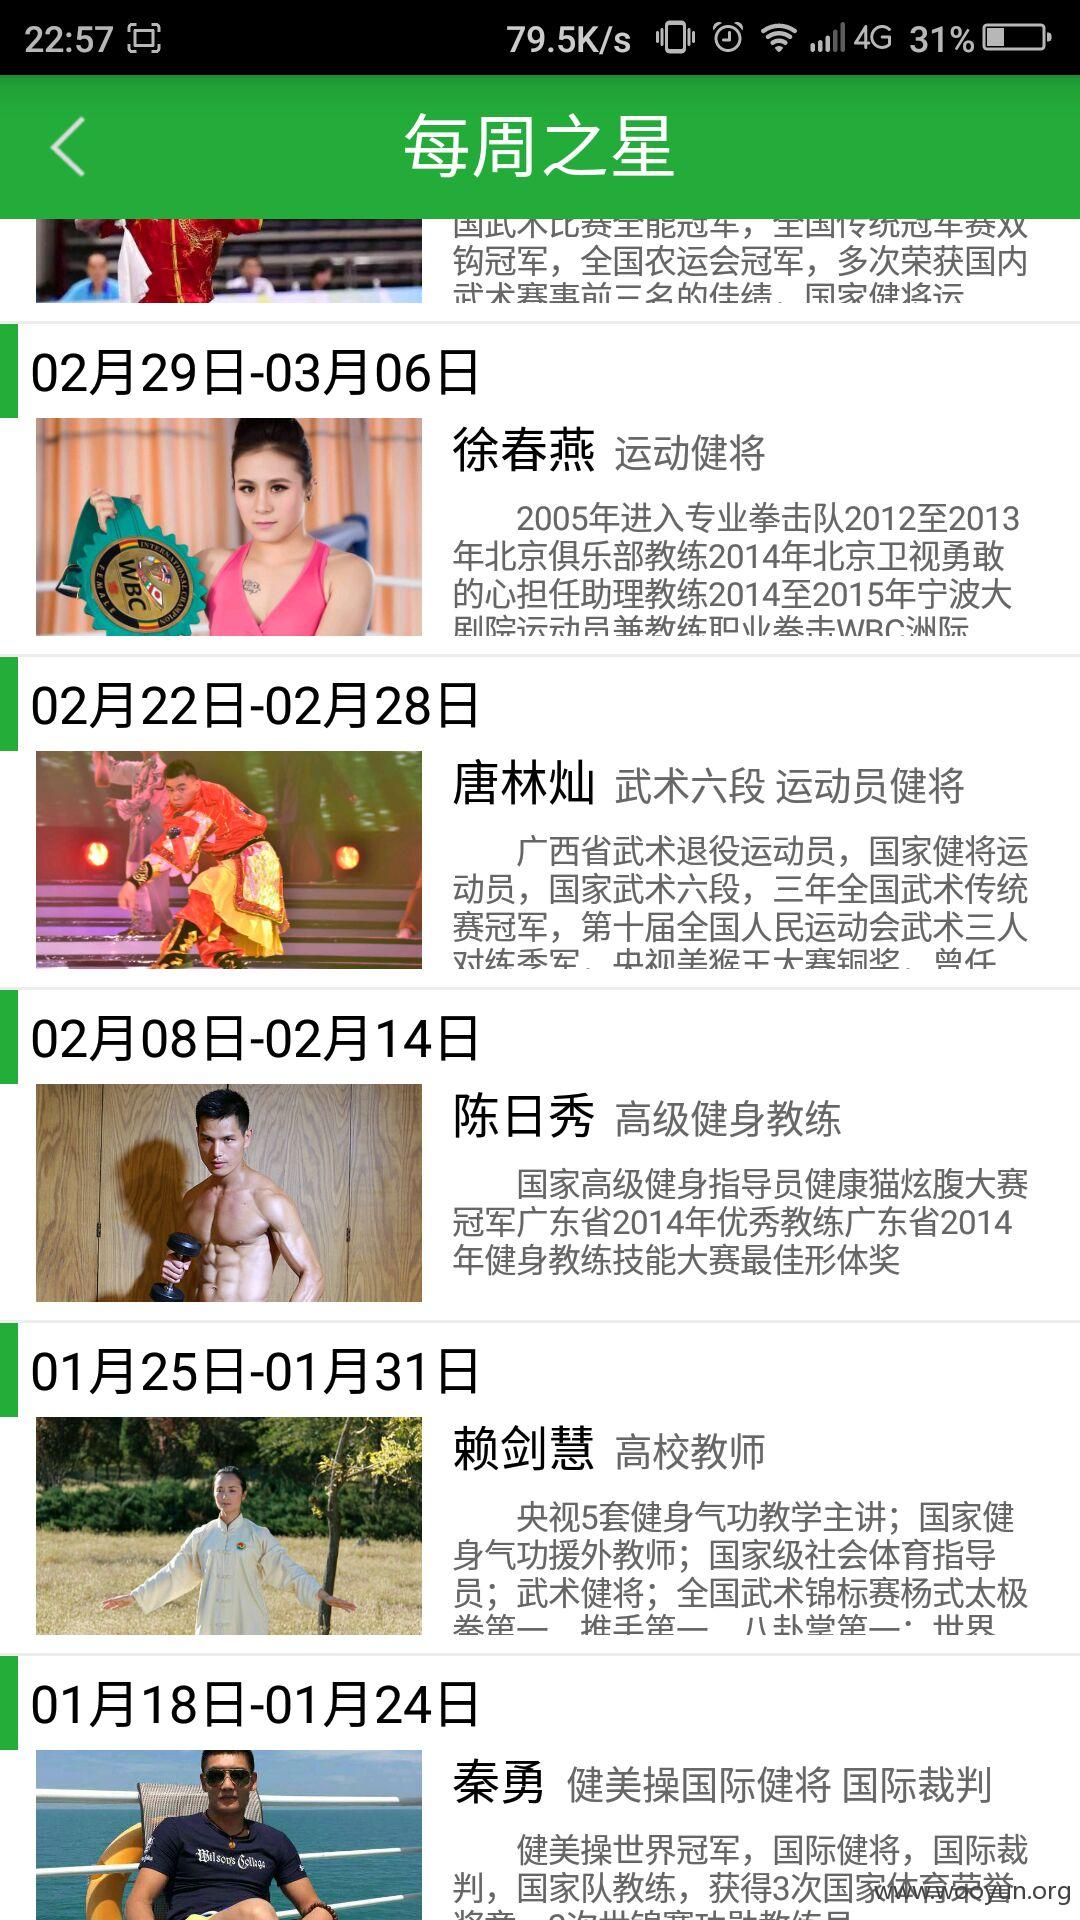 22:57 79.5K/s 4G 31%
每周之星
国武术比赛全能冠军，全国传统冠军赛双
钩冠军，全国农运会冠军，多次荣获国内
武术赛事前三名的佳绩，国家健将运
02月29日-03月06日
徐春燕 运动健将
2005年进入专业拳击队2012至2013
年北京俱乐部教练2014年北京卫视勇敢
的心担任助理教练2014至2015年宁波大
剧院运动员兼教练职业拳击WBC洲际
INTERNATIONAL CHAMPION
WBC
FEMALE
02月22日-02月28日
唐林灿 武术六段 运动员健将
广西省武术退役运动员，国家健将运
动员，国家武术六段，三年全国武术传统
赛冠军，第十届全国人民运动会武术三人
对练季军，央视美猴王大赛铜奖，曾任
02月08日-02月14日
陈日秀 高级健身教练
国家高级健身指导员健康猫炫腹大赛
冠军广东省2014年优秀教练广东省2014
年健身教练技能大赛最佳形体奖
01月25日-01月31日
赖剑慧 高校教师
央视5套健身气功教学主讲；国家健
身气功援外教师；国家级社会体育指导
员；武术健将；全国武术锦标赛杨式太极
拳第一、推手第一、八卦掌第一；世界
01月18日-01月24日
秦勇 健美操国际健将 国际裁判
健美操世界冠军，国际健将，国际裁
判，国家队教练，获得3次国家体育荣誉
Wilson's College
www.wooyun.org